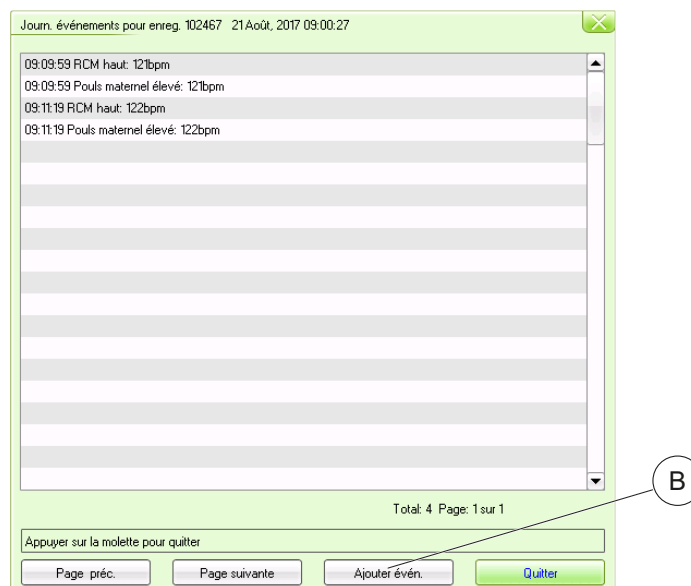 Journ. événements pour enreg. 102467 21 Août, 2017 09:00:27
09:09:59 RCM haut: 121bpm
09:09:59 Pouls maternel élevé: 121bpm
09:11:19 RCM haut: 122bpm
09:11:19 Pouls maternel élevé: 122bpm
B
Total: 4 Page: 1 sur 1
Appuyer sur la molette pour quitter
Page préc. Page suivante Ajouter évén. Quitter